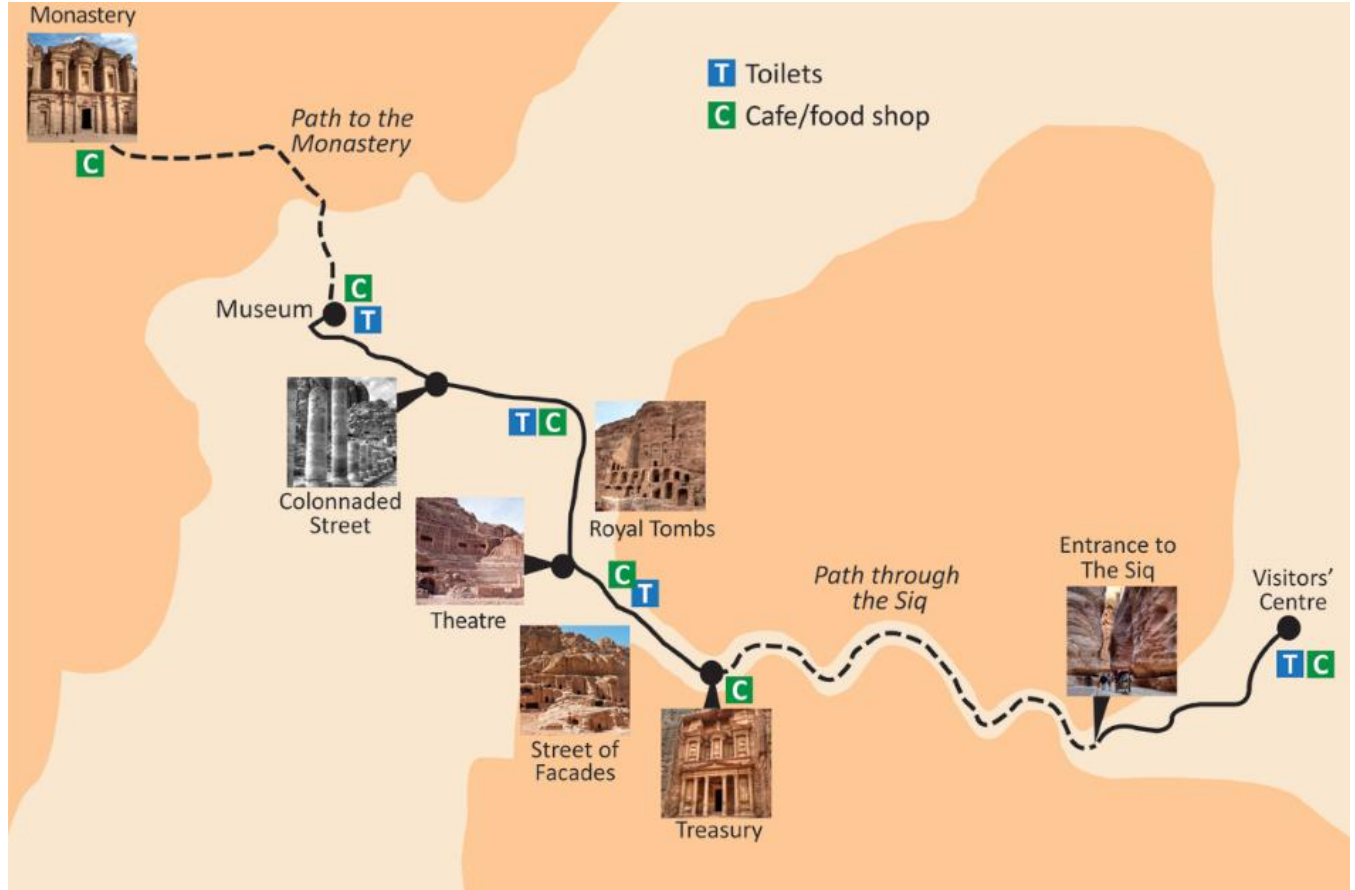 Monastery
T Toilets
C Cafe/food shop
Path to the
Monastery
C
C
Museum
T
T C
Colonnaded
Street
Royal Tombs
Entrance to
The Siq
Path through
the Siq
Visitors'
Centre
C
T
Theatre
T C
C
Street of
Facades
Treasury